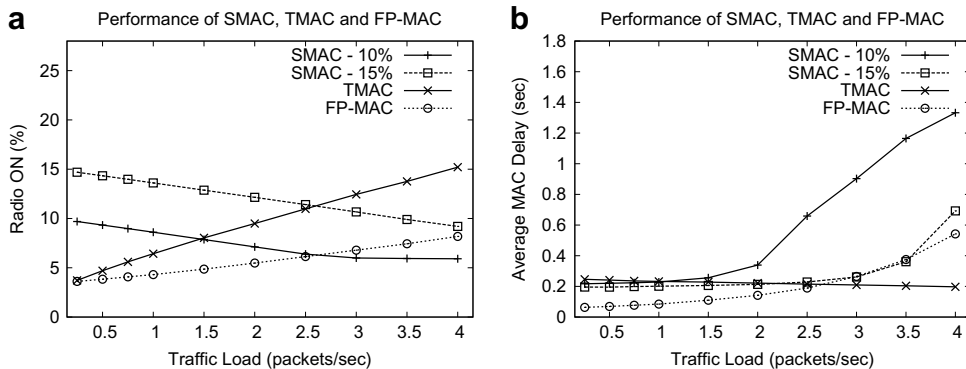 a
Performance of SMAC, TMAC and FP-MAC
SMAC - 10%
SMAC - 15%
TMAC
FP-MAC
Radio ON (%)
25
20
15
10
5
0
0.5 1 1.5 2 2.5 3 3.5 4
Traffic Load (packets/sec)
b
Performance of SMAC, TMAC and FP-MAC
SMAC - 10%
SMAC - 15%
TMAC
FP-MAC
Average MAC Delay (sec)
1.8
1.6
1.4
1.2
1
0.8
0.6
0.4
0.2
0
0.5 1 1.5 2 2.5 3 3.5 4
Traffic Load (packets/sec)